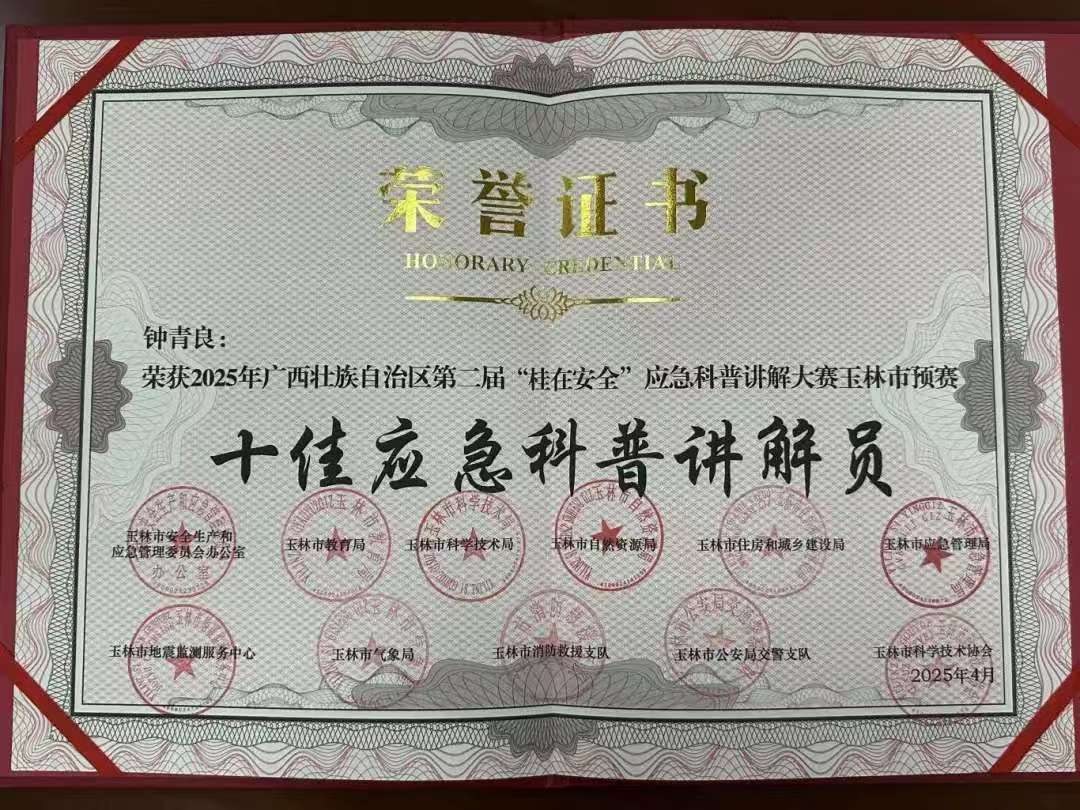 荣誉证书
HONORARY CREDENTIAL
钟青良：
荣获2025年广西壮族自治区第二届“桂在安全”应急科普讲解大赛玉林市预赛
十佳应急科普讲解员
玉林市安全生产和
应急管理委员会办公室
玉林市教育局
玉林市科学技术局
玉林市自然资源局
玉林市住房和城乡建设局
玉林市应急管理局
办公室
玉林市地震监测服务中心
玉林市气象局
玉林市消防救援支队
玉林市公安局交警支队
玉林市科学技术协会
2025年4月